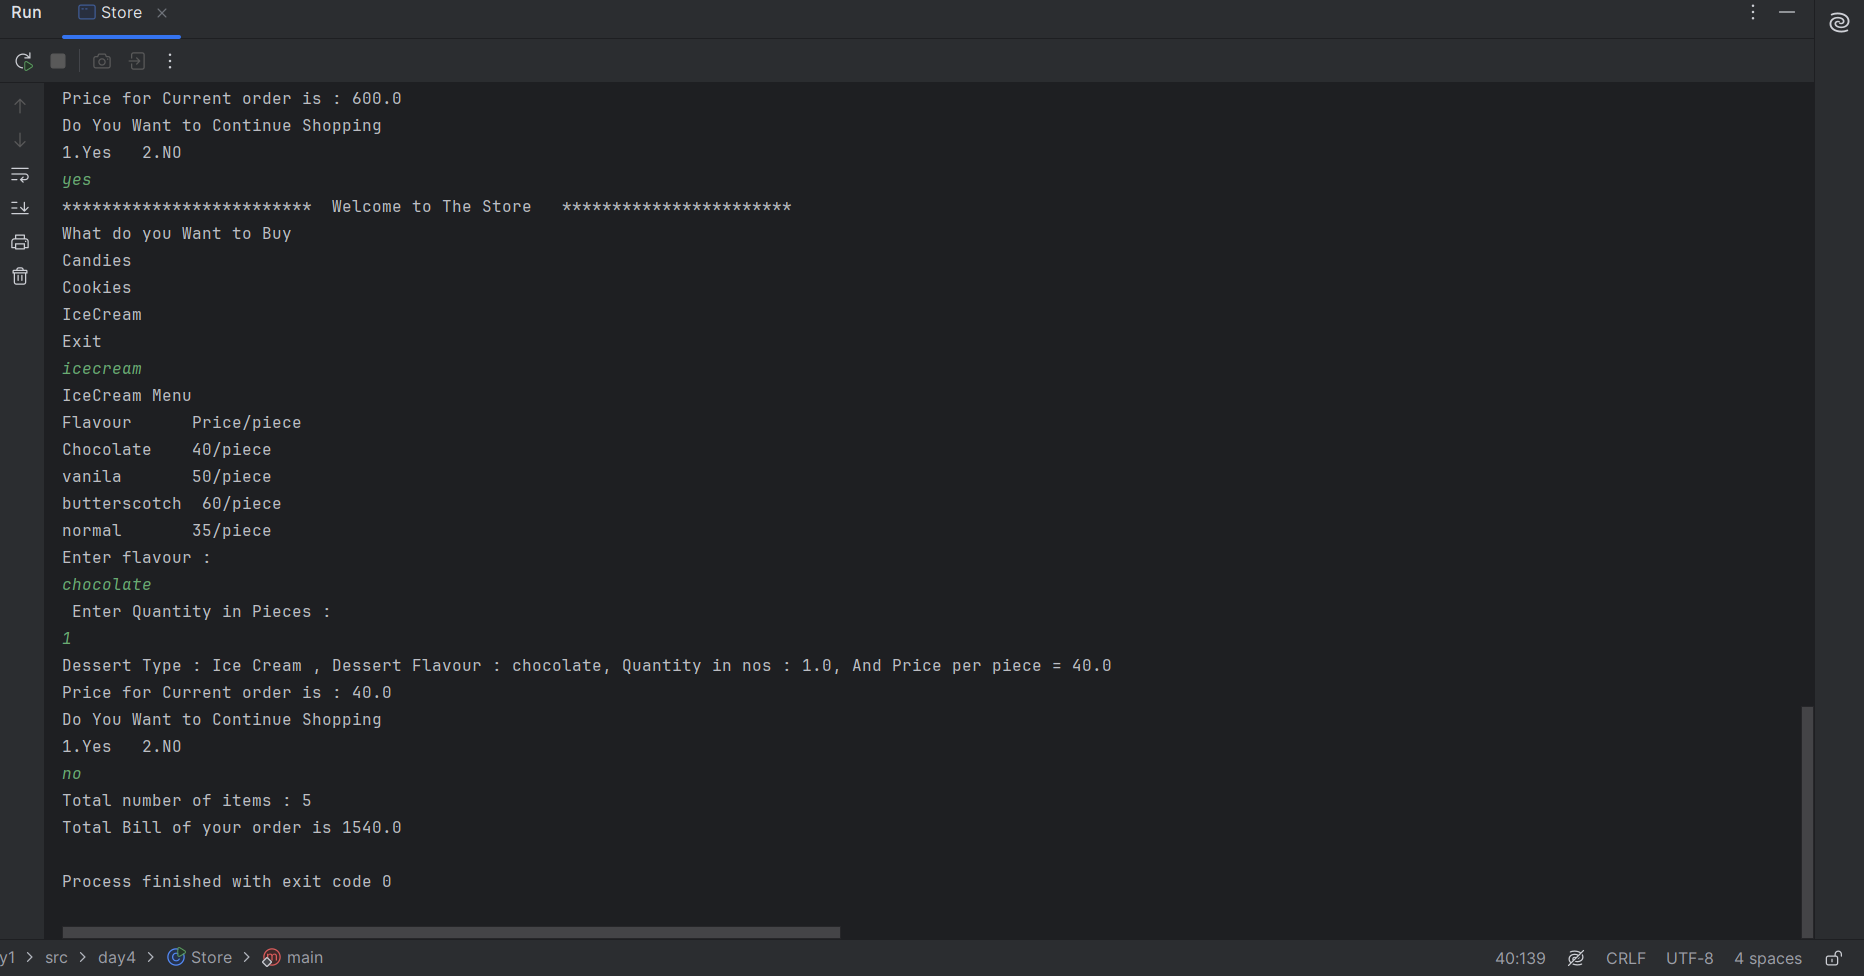 Run Store
Price for Current order is : 600.0
Do You Want to Continue Shopping
1.Yes   2.NO
yes
*************************  Welcome to The Store   ***********************
What do you Want to Buy
Candies
Cookies
IceCream
Exit
icecream
IceCream Menu
Flavour      Price/piece
Chocolate    40/piece
vanila       50/piece
butterscotch  60/piece
normal       35/piece
Enter flavour :
chocolate
 Enter Quantity in Pieces :
1
Dessert Type : Ice Cream , Dessert Flavour : chocolate, Quantity in nos : 1.0, And Price per piece = 40.0
Price for Current order is : 40.0
Do You Want to Continue Shopping
1.Yes   2.NO
no
Total number of items : 5
Total Bill of your order is 1540.0
Process finished with exit code 0
y1 > src > day4 > Store > main 40:139 CRLF UTF-8 4 spaces